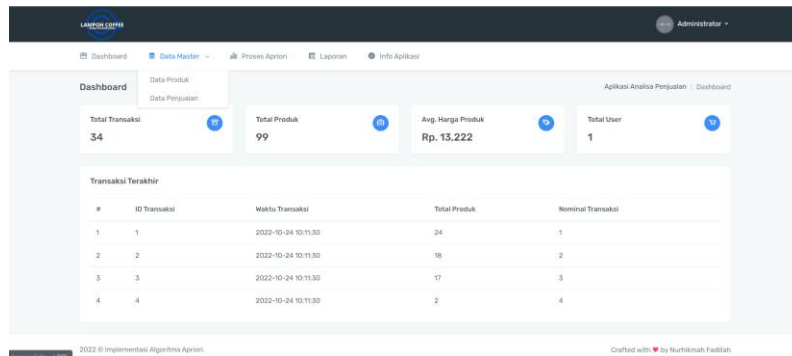 LAMPOH COFFEE
Administrator
Dashboard Data Master Proses Apriori Laporan Info Aplikasi
Data Produk
Data Penjualan
Dashboard
Aplikasi Analisa Penjualan / Dashboard
Total Transaksi
34
Total Produk
99
Avg. Harga Produk
Rp. 13,222
Total User
1
Transaksi Terakhir
# ID Transaksi Waktu Transaksi Total Produk Nominal Transaksi
1 1 2022-10-24 10:11:30 24 1
2 2 2022-10-24 10:11:30 18 2
3 3 2022-10-24 10:11:30 17 3
4 4 2022-10-24 10:11:30 2 4
2022 © Implementasi Algoritma Apriori.
Crafted with ❤ by Nurhikmah Fadillah